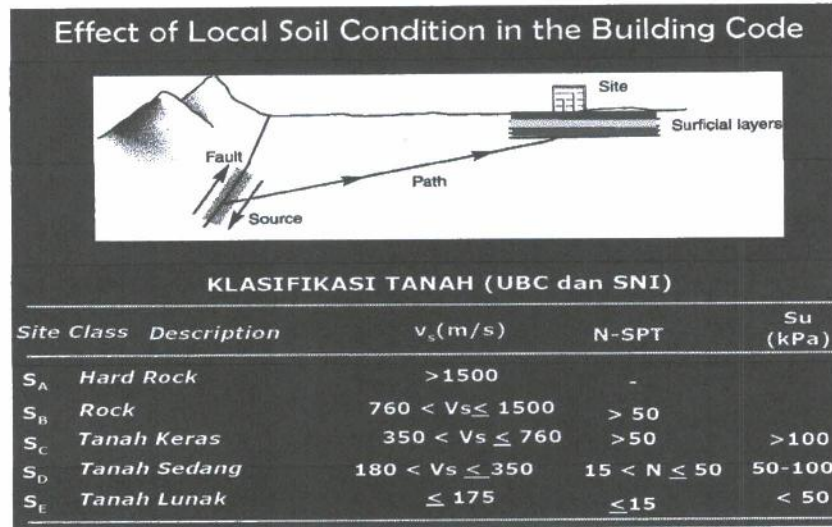 Effect of Local Soil Condition in the Building Code
Site
Surficial layers
Fault
Path
Source
KLASIFIKASI TANAH (UBC dan SNI)
Site Class Description v_s(m/s) N-SPT Su (kPa)
S_A Hard Rock >1500 -
S_B Rock 760 < Vs ≤ 1500 > 50
S_C Tanah Keras 350 < Vs ≤ 760 >50 >100
S_D Tanah Sedang 180 < Vs ≤ 350 15 < N ≤ 50 50-100
S_E Tanah Lunak ≤ 175 ≤15 < 50